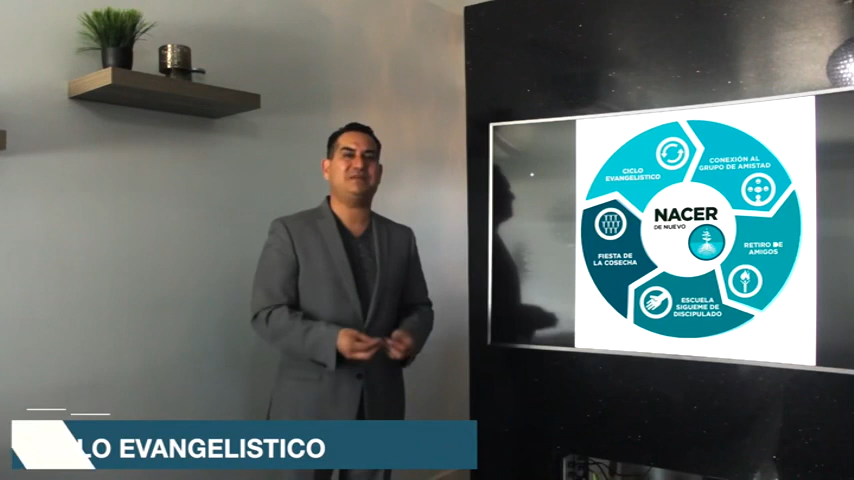 CICLO
EVANGELISTICO
CONEXIÓN AL
GRUPO DE AMISTAD
NACER
DE NUEVO
RETIRO DE
AMIGOS
FIESTA DE
LA COSECHA
ESCUELA
SIGUEME DE
DISCIPULADO
LO EVANGELISTICO